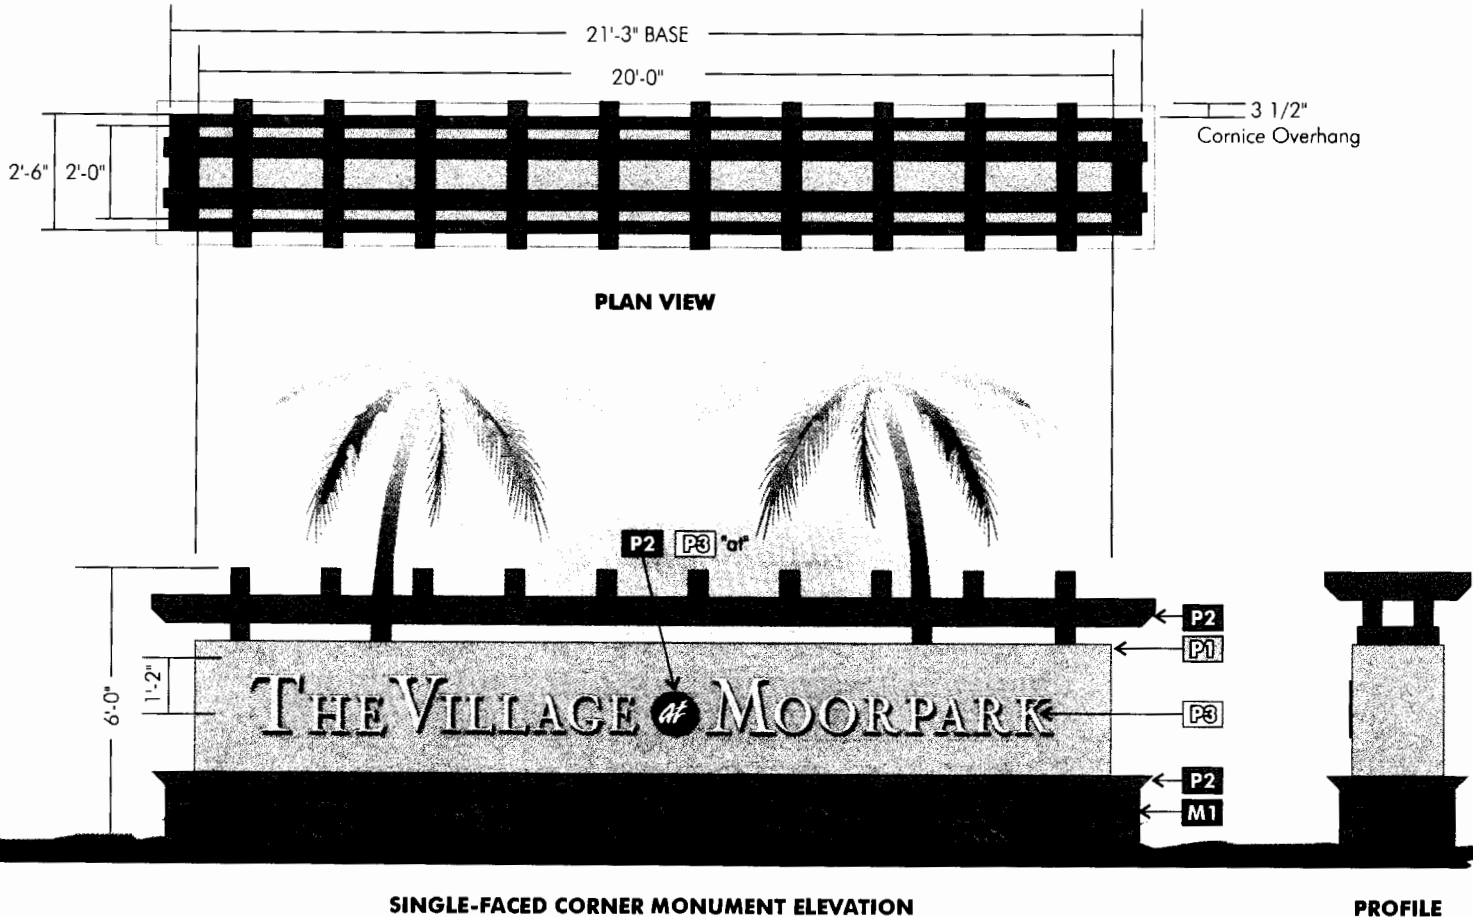 21'-3" BASE
20'-0"
3 1/2"
Cornice Overhang
2'-6"
2'-0"
PLAN VIEW
P2 P3 "at"
P2
P1
1'-2"
6'-0"
THE VILLAGE at MOORPARK
P3
P2
M1
SINGLE-FACED CORNER MONUMENT ELEVATION
PROFILE